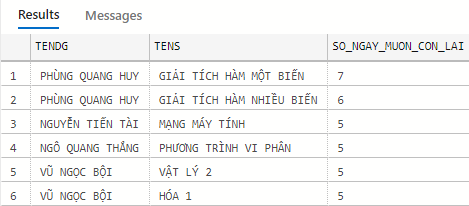 Results Messages
TENDG TENS SO_NGAY_MUON_CON_LAI
1 PHÙNG QUANG HUY GIẢI TÍCH HÀM MỘT BIẾN 7
2 PHÙNG QUANG HUY GIẢI TÍCH HÀM NHIỀU BIẾN 6
3 NGUYỄN TIẾN TÀI MẠNG MÁY TÍNH 5
4 NGÔ QUANG THẮNG PHƯƠNG TRÌNH VI PHÂN 5
5 VŨ NGỌC BỘI VẬT LÝ 2 5
6 VŨ NGỌC BỘI HÓA 1 5